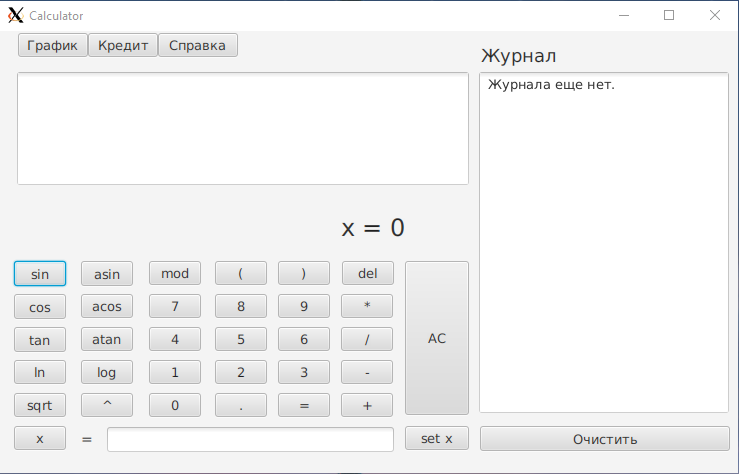 Calculator
График Кредит Справка
Журнал
Журнала еще нет.
x = 0
sin asin mod ( ) del
cos acos 7 8 9 *
tan atan 4 5 6 / AC
ln log 1 2 3 -
sqrt ^ 0 . = +
x = set x Очистить